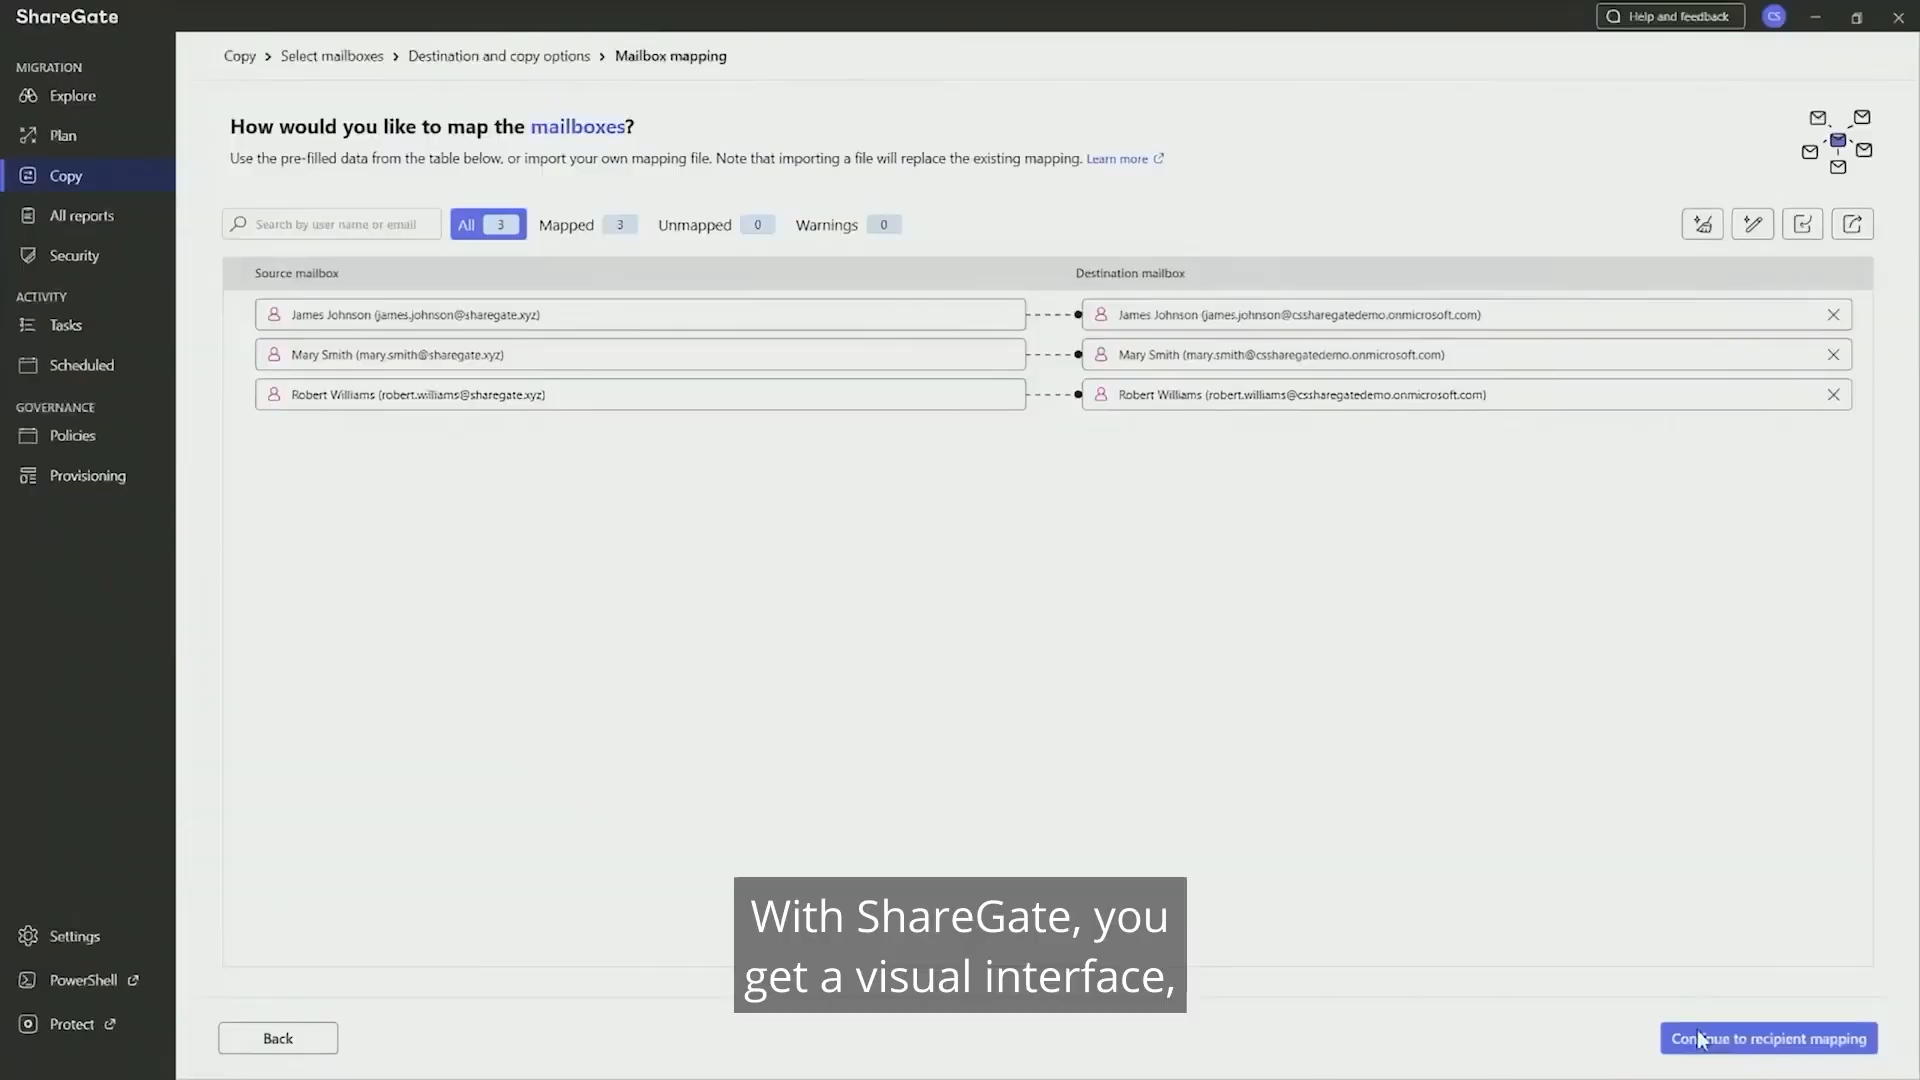 ShareGate
Help and feedback
CS
MIGRATION
Explore
Plan
Copy
All reports
Security
ACTIVITY
Tasks
Scheduled
GOVERNANCE
Policies
Provisioning
Settings
PowerShell
Protect
Copy > Select mailboxes > Destination and copy options > Mailbox mapping
How would you like to map the mailboxes?
Use the pre-filled data from the table below, or import your own mapping file. Note that importing a file will replace the existing mapping. Learn more
Search by user name or email
All 3 Mapped 3 Unmapped 0 Warnings 0
Source mailbox Destination mailbox
James Johnson (james.johnson@sharegate.xyz) James Johnson (james.johnson@cssharegatedemo.onmicrosoft.com)
Mary Smith (mary.smith@sharegate.xyz) Mary Smith (mary.smith@cssharegatedemo.onmicrosoft.com)
Robert Williams (robert.williams@sharegate.xyz) Robert Williams (robert.williams@cssharegatedemo.onmicrosoft.com)
With ShareGate, you
get a visual interface,
Back
Continue to recipient mapping